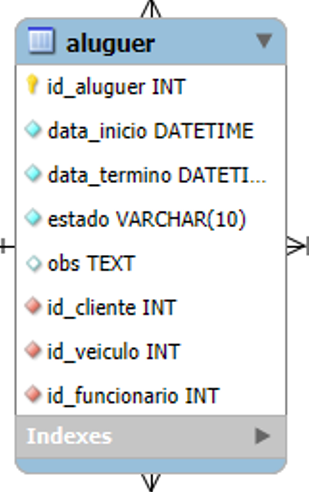 aluguer
id_aluguer INT
data_inicio DATETIME
data_termino DATETI...
estado VARCHAR(10)
obs TEXT
id_cliente INT
id_veiculo INT
id_funcionario INT
Indexes